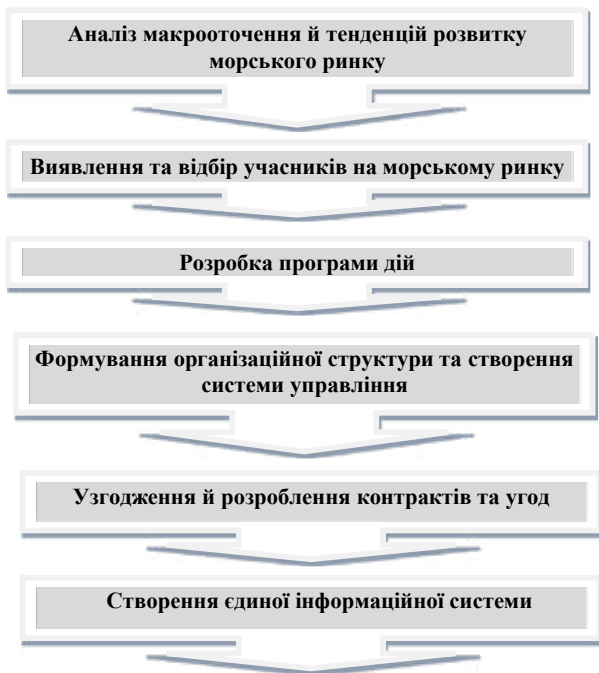 Аналіз макрооточення й тенденцій розвитку
морського ринку
Виявлення та відбір учасників на морському ринку
Розробка програми дій
Формування організаційної структури та створення
системи управління
Узгодження й розроблення контрактів та угод
Створення єдиної інформаційної системи